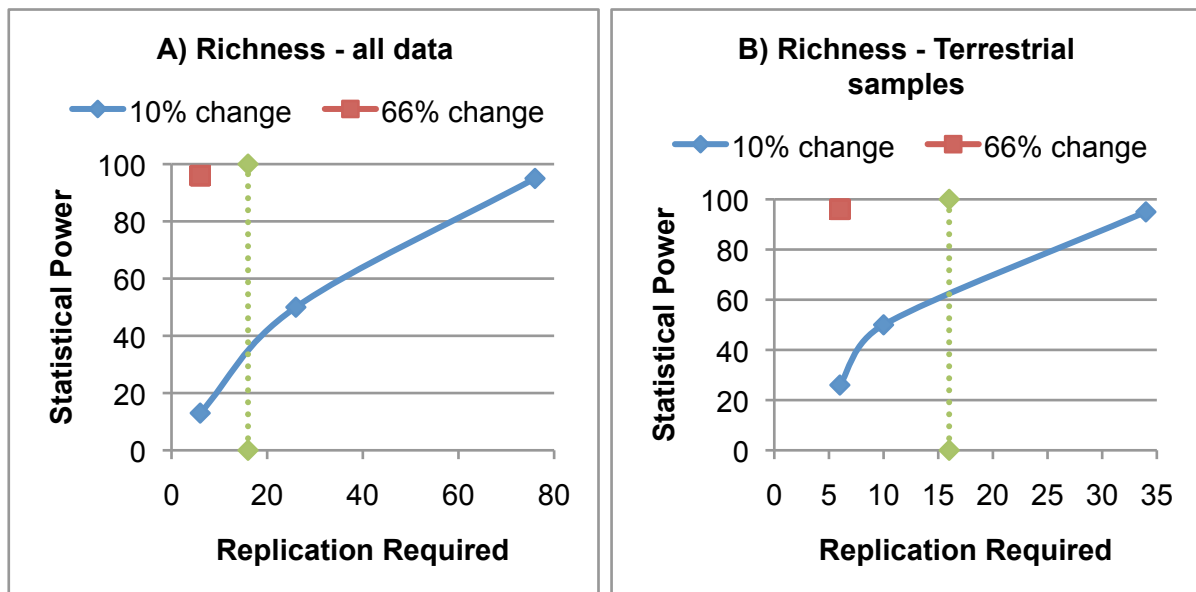 A) Richness - all data
10% change 66% change
100
80
60
40
20
0
Statistical Power
0 20 40 60 80
Replication Required
B) Richness - Terrestrial
samples
10% change 66% change
100
80
60
40
20
0
Statistical Power
0 5 10 15 20 25 30 35
Replication Required